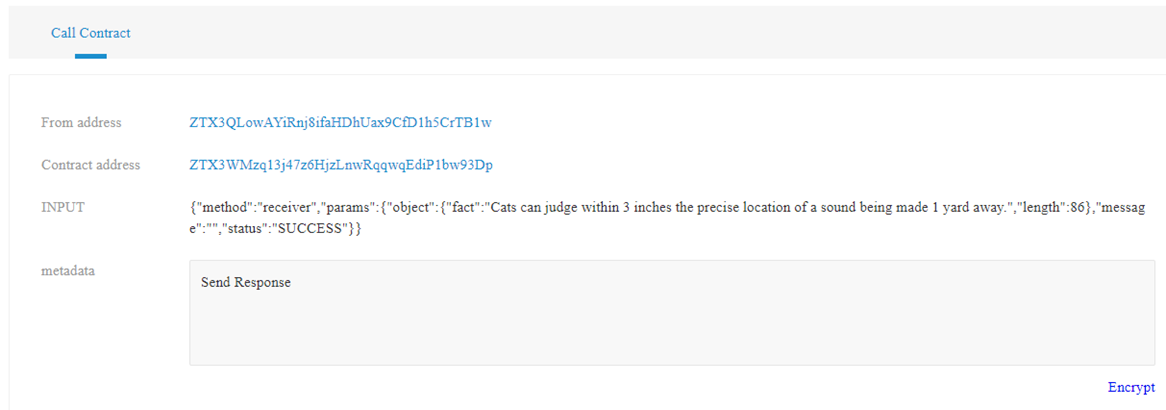 Call Contract
From address ZTX3QLowAYiRnj8ifaHDhUax9CfD1h5CrTB1w
Contract address ZTX3WMzq13j47z6HjzLnwRqqwqEdiP1bw93Dp
INPUT {"method":"receiver","params":{"object":{"fact":"Cats can judge within 3 inches the precise location of a sound being made 1 yard away.","length":86},"messag
e":"","status":"SUCCESS"}}
metadata Send Response
Encrypt